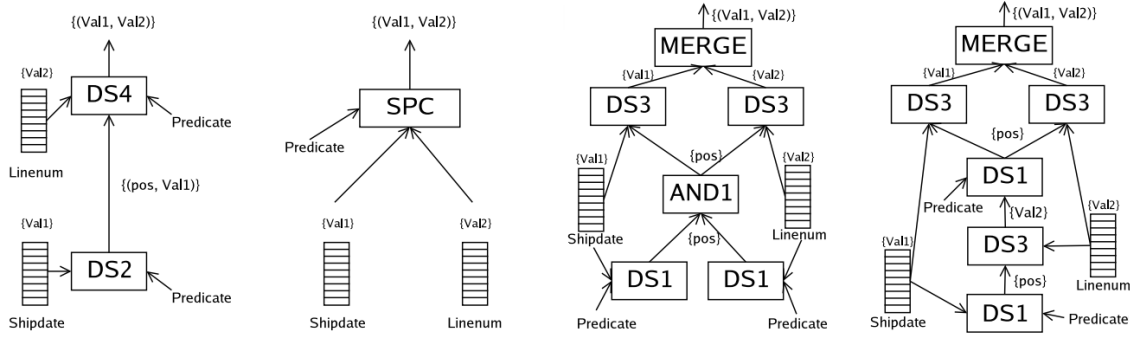 {(Val1, Val2)}
{Val2}
DS4
Predicate
Linenum
{(pos, Val1)}
{Val1}
DS2
Predicate
Shipdate
{(Val1, Val2)}
SPC
Predicate
{Val1}
{Val2}
Shipdate
Linenum
{(Val1, Val2)}
MERGE
{Val1}
{Val2}
DS3
DS3
{pos}
{Val1}
{Val2}
AND1
Shipdate
Linenum
{pos}
DS1
DS1
Predicate
Predicate
{(Val1, Val2)}
MERGE
{Val1}
{Val2}
DS3
DS3
{pos}
DS1
Predicate
{Val2}
{Val1}
{Val2}
DS3
Linenum
{pos}
Shipdate
DS1
Predicate